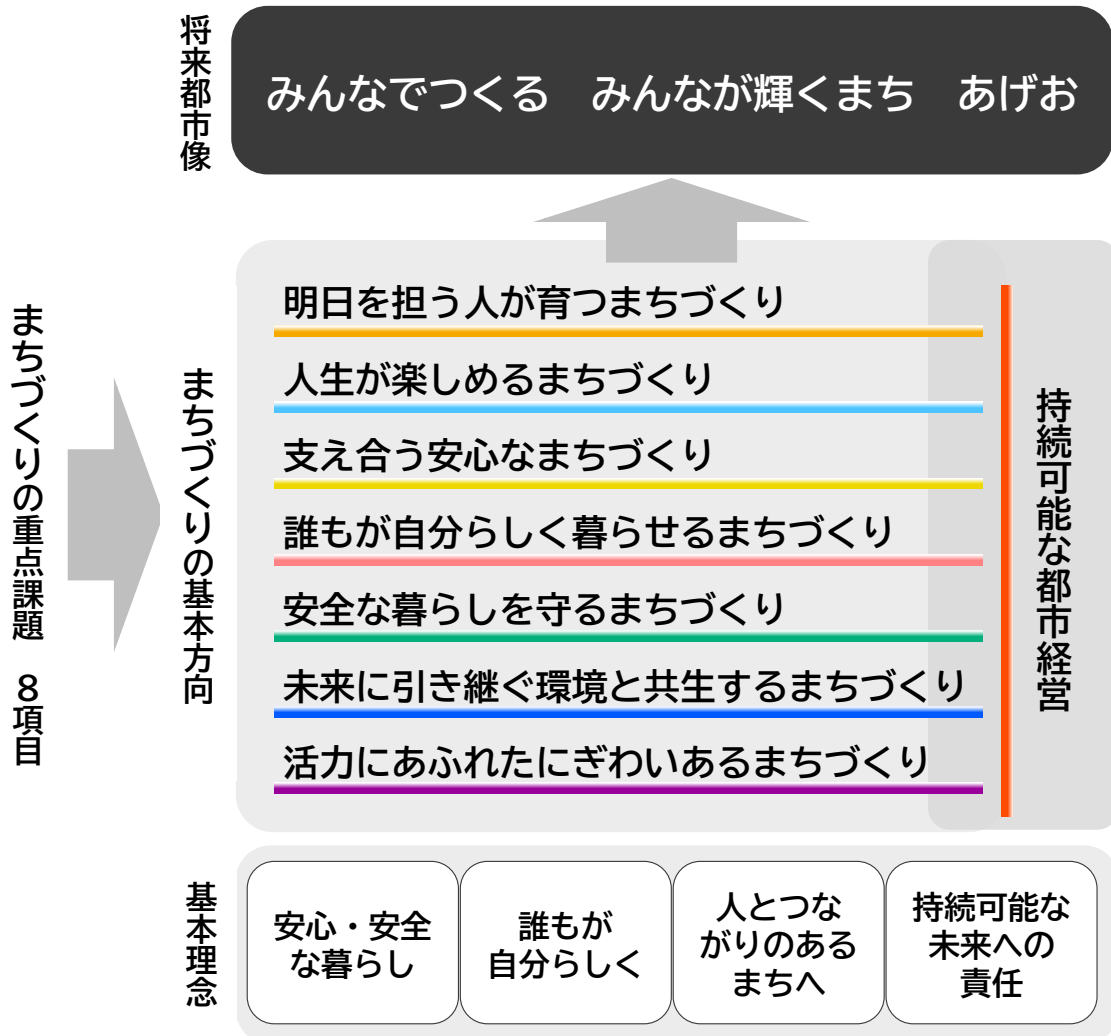 将来都市像
みんなでつくる　みんなが輝くまち　あげお
まちづくりの重点課題　８項目
まちづくりの基本方向
明日を担う人が育つまちづくり
人生が楽しめるまちづくり
支え合う安心なまちづくり
誰もが自分らしく暮らせるまちづくり
安全な暮らしを守るまちづくり
未来に引き継ぐ環境と共生するまちづくり
活力にあふれたにぎわいあるまちづくり
持続可能な都市経営
基本理念
安心・安全
な暮らし
誰もが
自分らしく
人とつな
がりのある
まちへ
持続可能な
未来への
責任